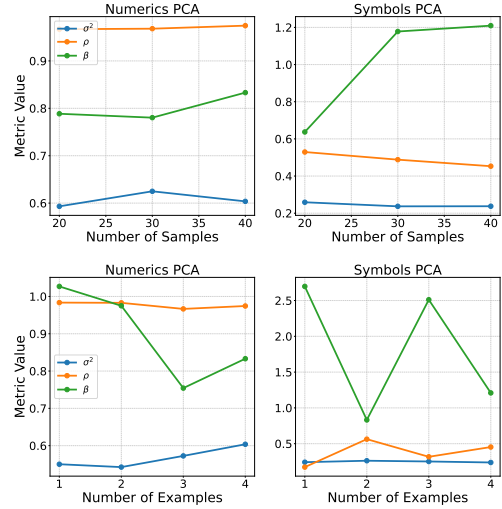 Numerics PCA
Symbols PCA
Metric Value
0.9
0.8
0.7
0.6
σ²
ρ
β
20
25
30
35
40
Number of Samples
1.2
1.0
0.8
0.6
0.4
0.2
20
25
30
35
40
Number of Samples
Numerics PCA
Symbols PCA
Metric Value
1.0
0.9
0.8
0.7
0.6
σ²
ρ
β
1
2
3
4
Number of Examples
2.5
2.0
1.5
1.0
0.5
1
2
3
4
Number of Examples